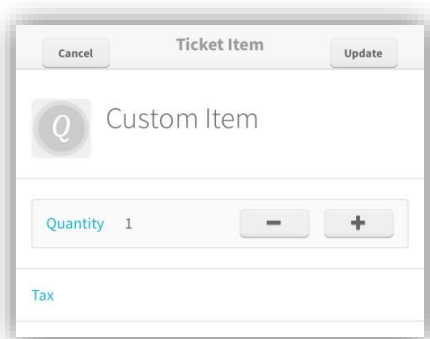 Cancel Ticket Item Update
Q Custom Item
Quantity 1 − +
Tax